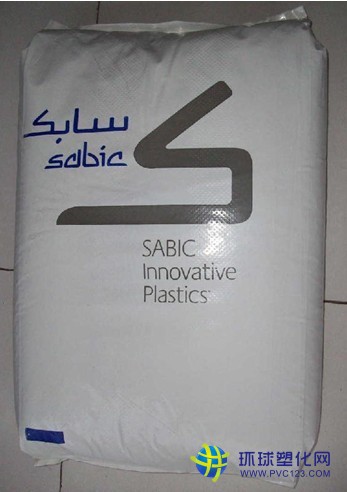 سابك
sabic
SABIC
Innovative
Plastics
环球塑化网
WWW.PVC123.COM